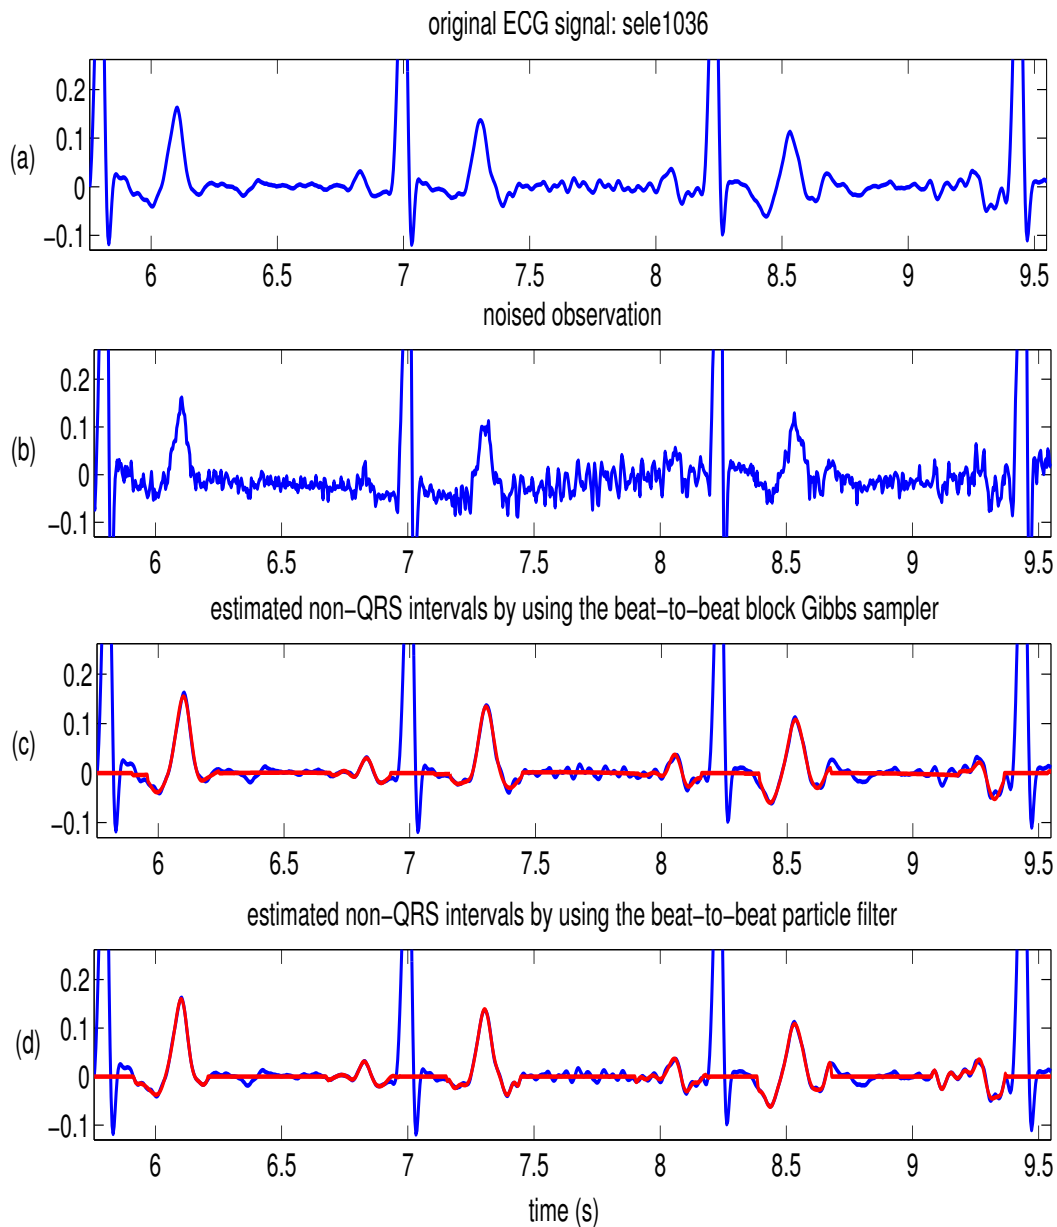 original ECG signal: sele1036
0.2
0.1
0
−0.1
(a)
6 6.5 7 7.5 8 8.5 9 9.5
noised observation
0.2
0.1
0
−0.1
(b)
6 6.5 7 7.5 8 8.5 9 9.5
estimated non−QRS intervals by using the beat−to−beat block Gibbs sampler
0.2
0.1
0
−0.1
(c)
6 6.5 7 7.5 8 8.5 9 9.5
estimated non−QRS intervals by using the beat−to−beat particle filter
0.2
0.1
0
−0.1
(d)
6 6.5 7 7.5 8 8.5 9 9.5
time (s)